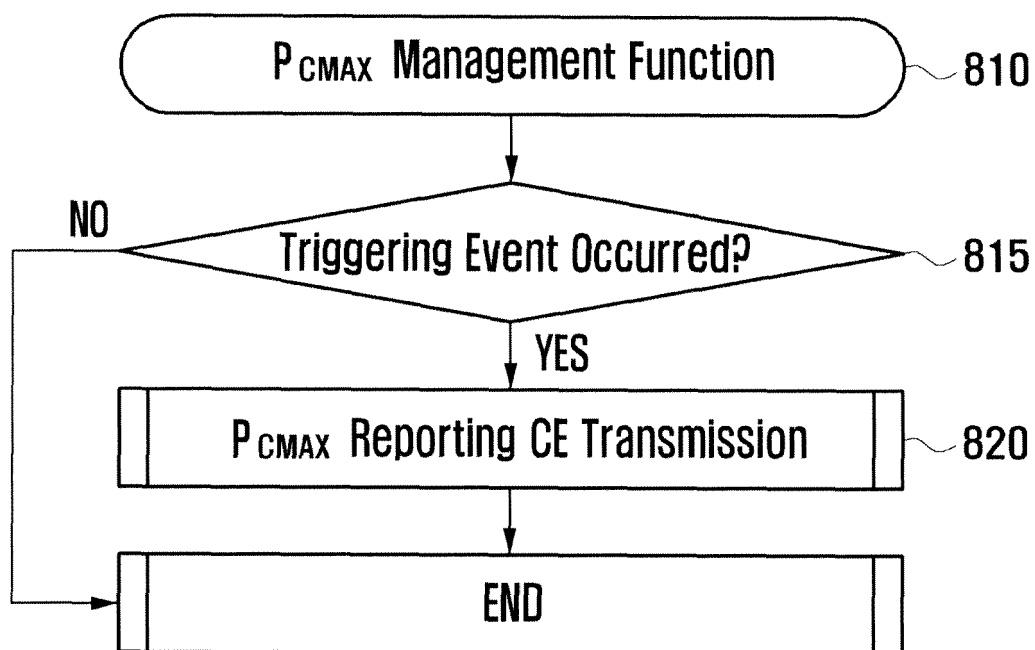 PCMAX Management Function
810
Triggering Event Occurred?
815
NO
YES
PCMAX Reporting CE Transmission
820
END